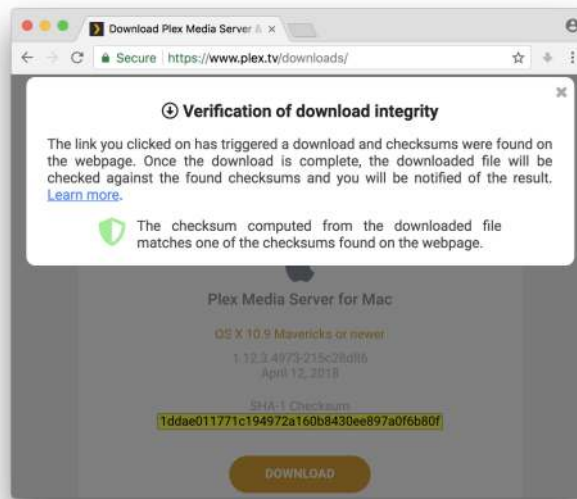 Download Plex Media Server &
Secure https://www.plex.tv/downloads/
Verification of download integrity
The link you clicked on has triggered a download and checksums were found on
the webpage. Once the download is complete, the downloaded file will be
checked against the found checksums and you will be notified of the result.
Learn more.
The checksum computed from the downloaded file
matches one of the checksums found on the webpage.
Plex Media Server for Mac
OS X 10.9 Mavericks or newer
April 12, 2018
SHA-1 Checksum
1ddae011771c194972a160b8430ee897a0f6b80f
DOWNLOAD